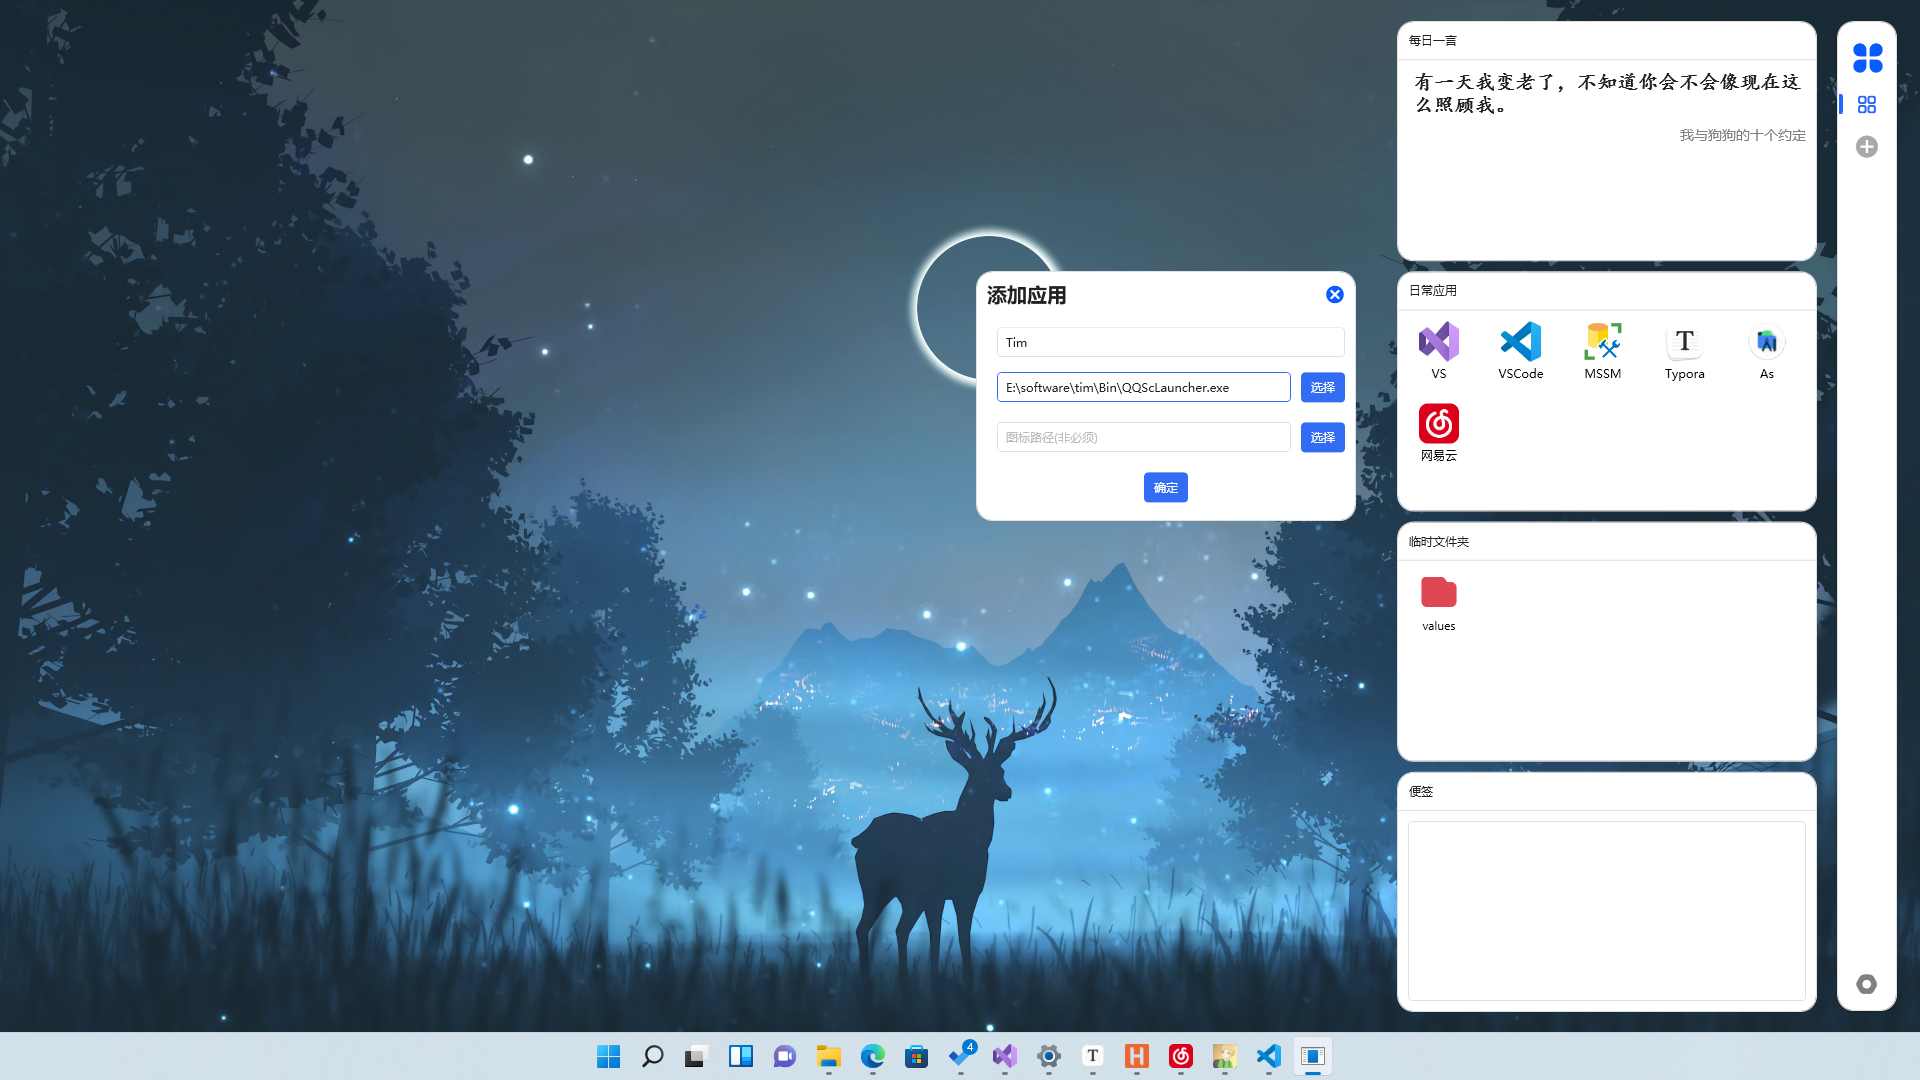 每日一言
有一天我变老了，不知道你会不会像现在这
么照顾我。
我与狗狗的十个约定
添加应用
Tim
E:\software\tim\Bin\QQScLauncher.exe
选择
图标路径(非必须)
选择
确定
日常应用
VS
VSCode
MSSM
T
Typora
AI
As
网易云
临时文件夹
values
便签
4
T
H